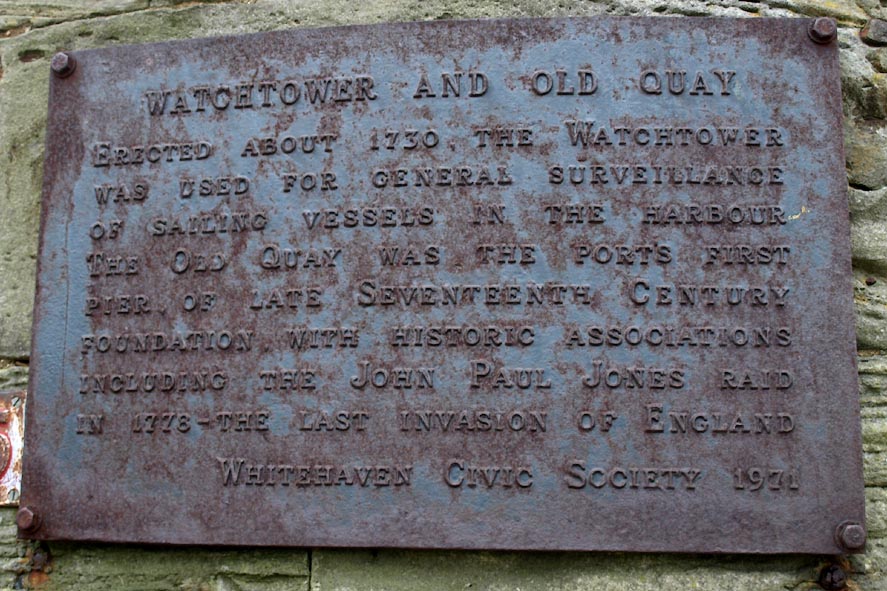 WATCHTOWER AND OLD QUAY
ERECTED ABOUT 1730. THE WATCHTOWER
WAS USED FOR GENERAL SURVEILLANCE
OF SAILING VESSELS IN THE HARBOUR
THE OLD QUAY WAS THE PORT'S FIRST
PIER, OF LATE SEVENTEENTH CENTURY
FOUNDATION WITH HISTORIC ASSOCIATIONS
INCLUDING THE JOHN PAUL JONES RAID
IN 1778-THE LAST INVASION OF ENGLAND
WHITEHAVEN CIVIC SOCIETY 1971